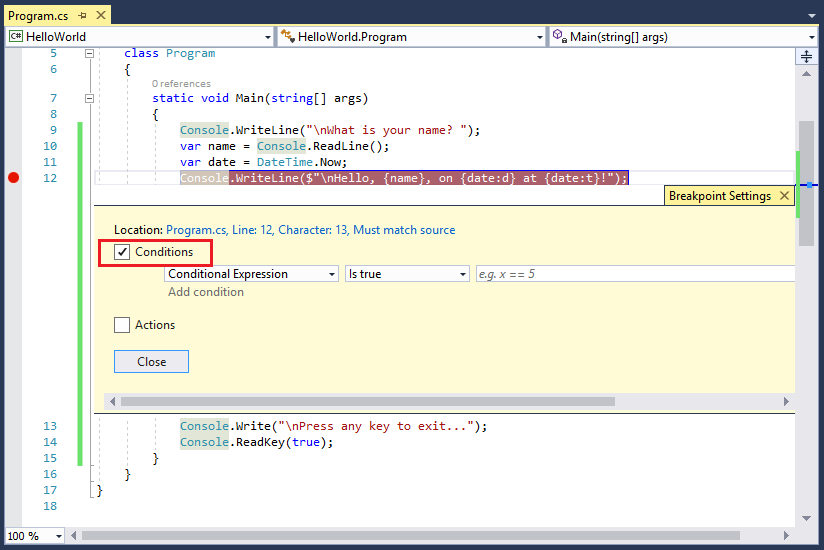 Program.cs
C# HelloWorld HelloWorld.Program Main(string[] args)
5 class Program
6 {
0 references
7 static void Main(string[] args)
8 {
9 Console.WriteLine("\nWhat is your name? ");
10 var name = Console.ReadLine();
11 var date = DateTime.Now;
12 Console.WriteLine($"\nHello, {name}, on {date:d} at {date:t}!");
Breakpoint Settings
Location: Program.cs, Line: 12, Character: 13, Must match source
Conditions
Conditional Expression Is true e.g. x == 5
Add condition
Actions
Close
13 Console.Write("\nPress any key to exit...");
14 Console.ReadKey(true);
15 }
16 }
17 }
18
100 %